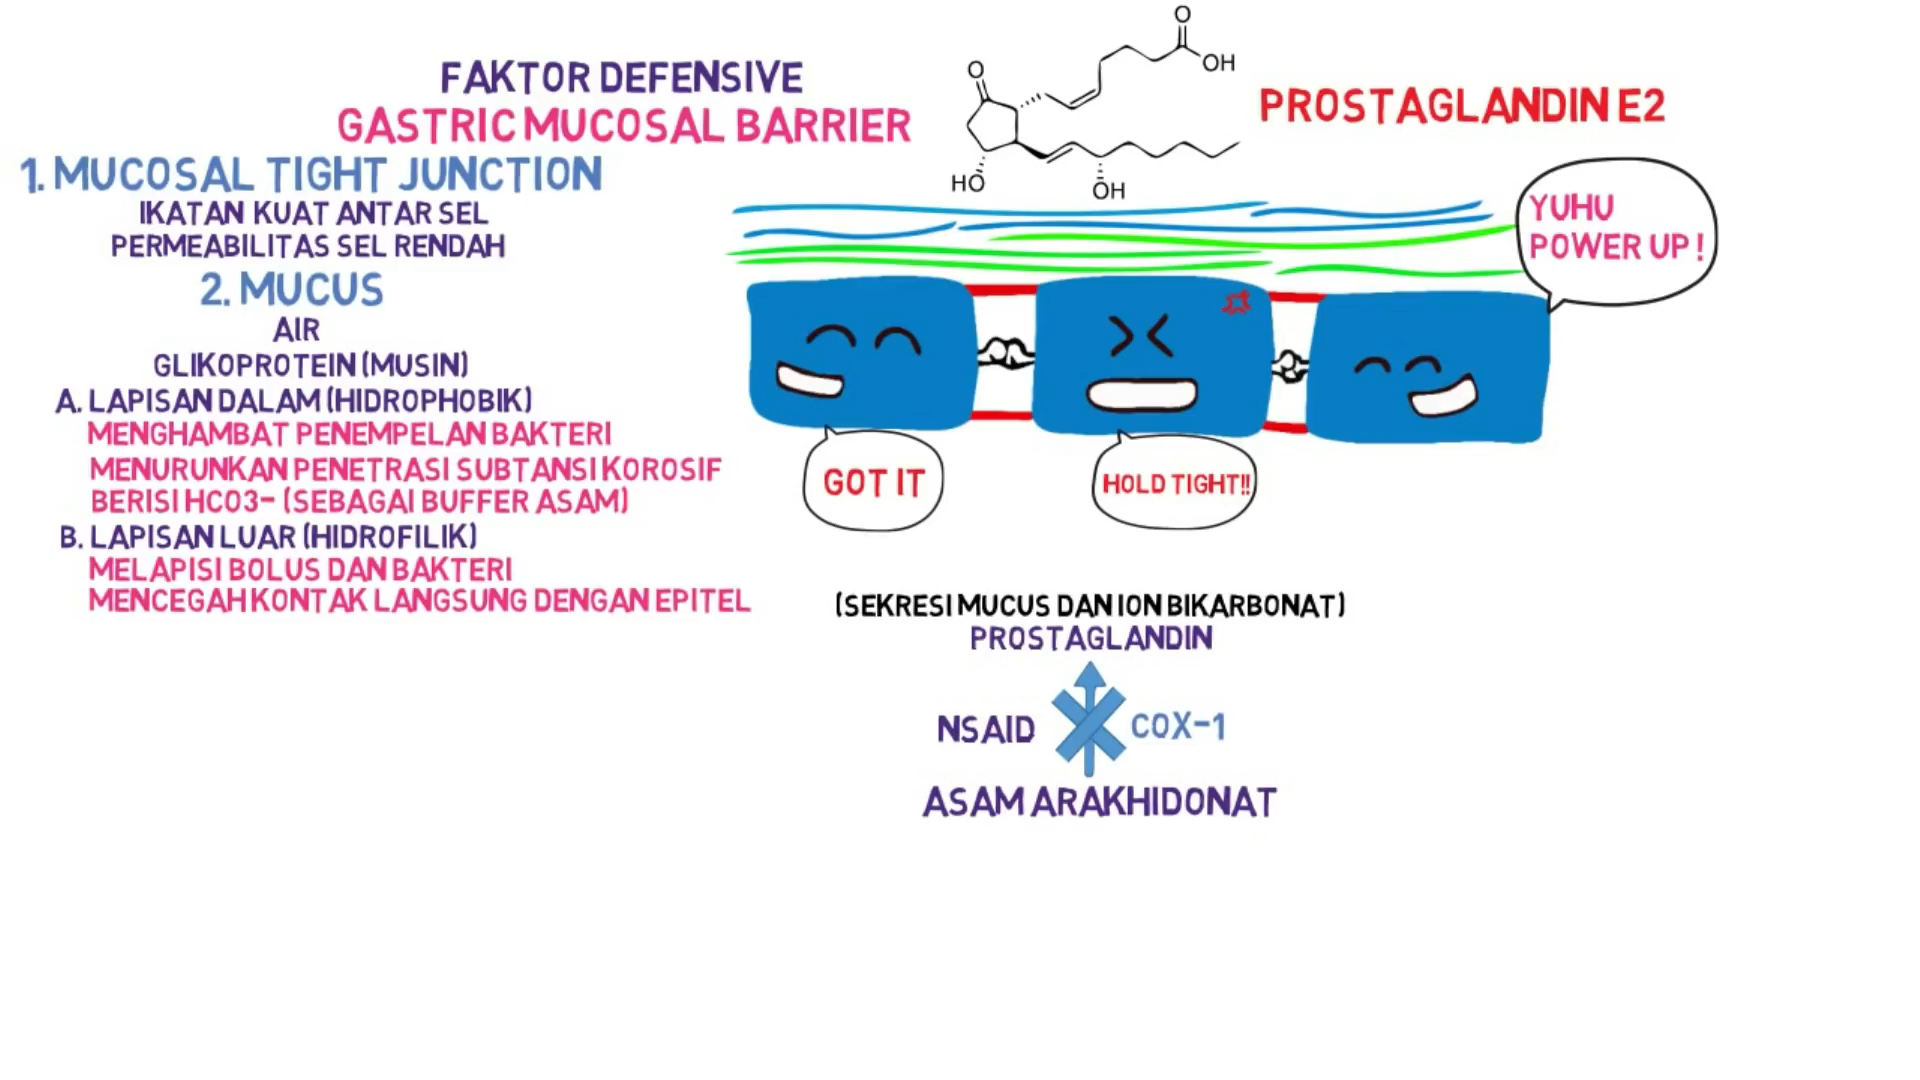 FAKTOR DEFENSIVE
GASTRIC MUCOSAL BARRIER
1. MUCOSAL TIGHT JUNCTION
IKATAN KUAT ANTAR SEL
PERMEABILITAS SEL RENDAH
2. MUCUS
AIR
GLIKOPROTEIN (MUSIN)
A. LAPISAN DALAM (HIDROPHOBIK)
MENGHAMBAT PENEMPELAN BAKTERI
MENURUNKAN PENETRASI SUBTANSI KOROSIF
BERISI HCO3- (SEBAGAI BUFFER ASAM)
B. LAPISAN LUAR (HIDROFILIK)
MELAPISI BOLUS DAN BAKTERI
MENCEGAH KONTAK LANGSUNG DENGAN EPITEL
O
OH
O
HO
OH
PROSTAGLANDIN E2
YUHU
POWER UP !
GOT IT
HOLD TIGHT!!
(SEKRESI MUCUS DAN ION BIKARBONAT)
PROSTAGLANDIN
NSAID
COX-1
ASAM ARAKHIDONAT